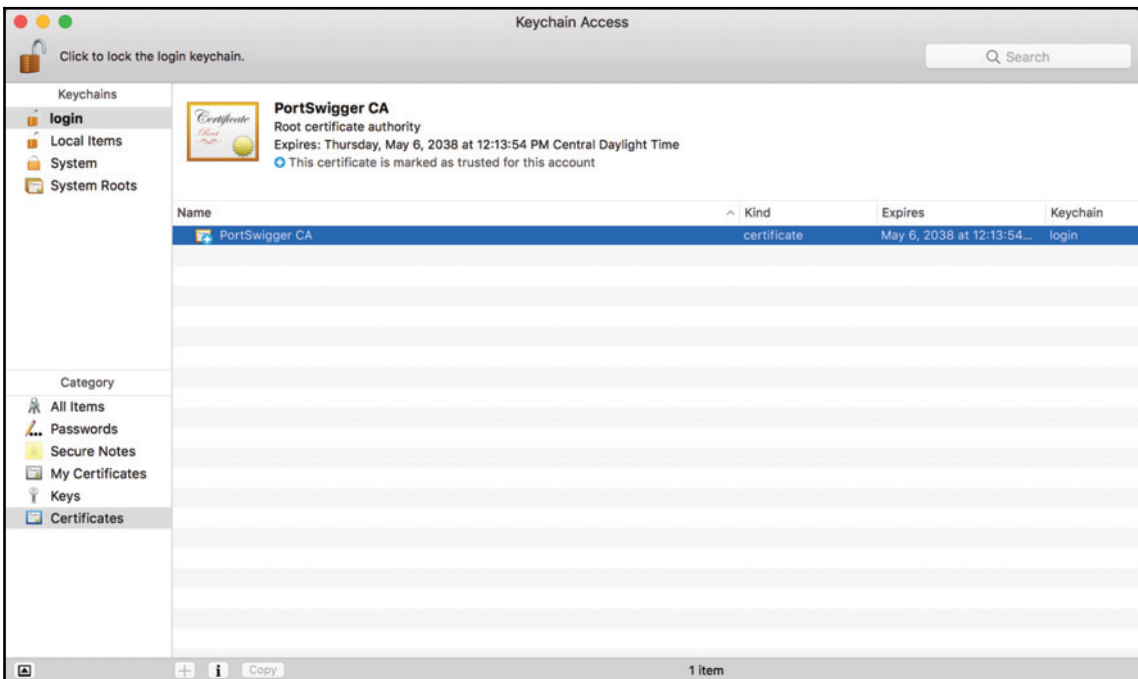 Keychain Access
Click to lock the login keychain.
Search
Keychains
login
Local Items
System
System Roots
Certificate
Root
PortSwigger CA
Root certificate authority
Expires: Thursday, May 6, 2038 at 12:13:54 PM Central Daylight Time
This certificate is marked as trusted for this account
Name Kind Expires Keychain
PortSwigger CA certificate May 6, 2038 at 12:13:54... login
Category
All Items
Passwords
Secure Notes
My Certificates
Keys
Certificates
Copy
1 item